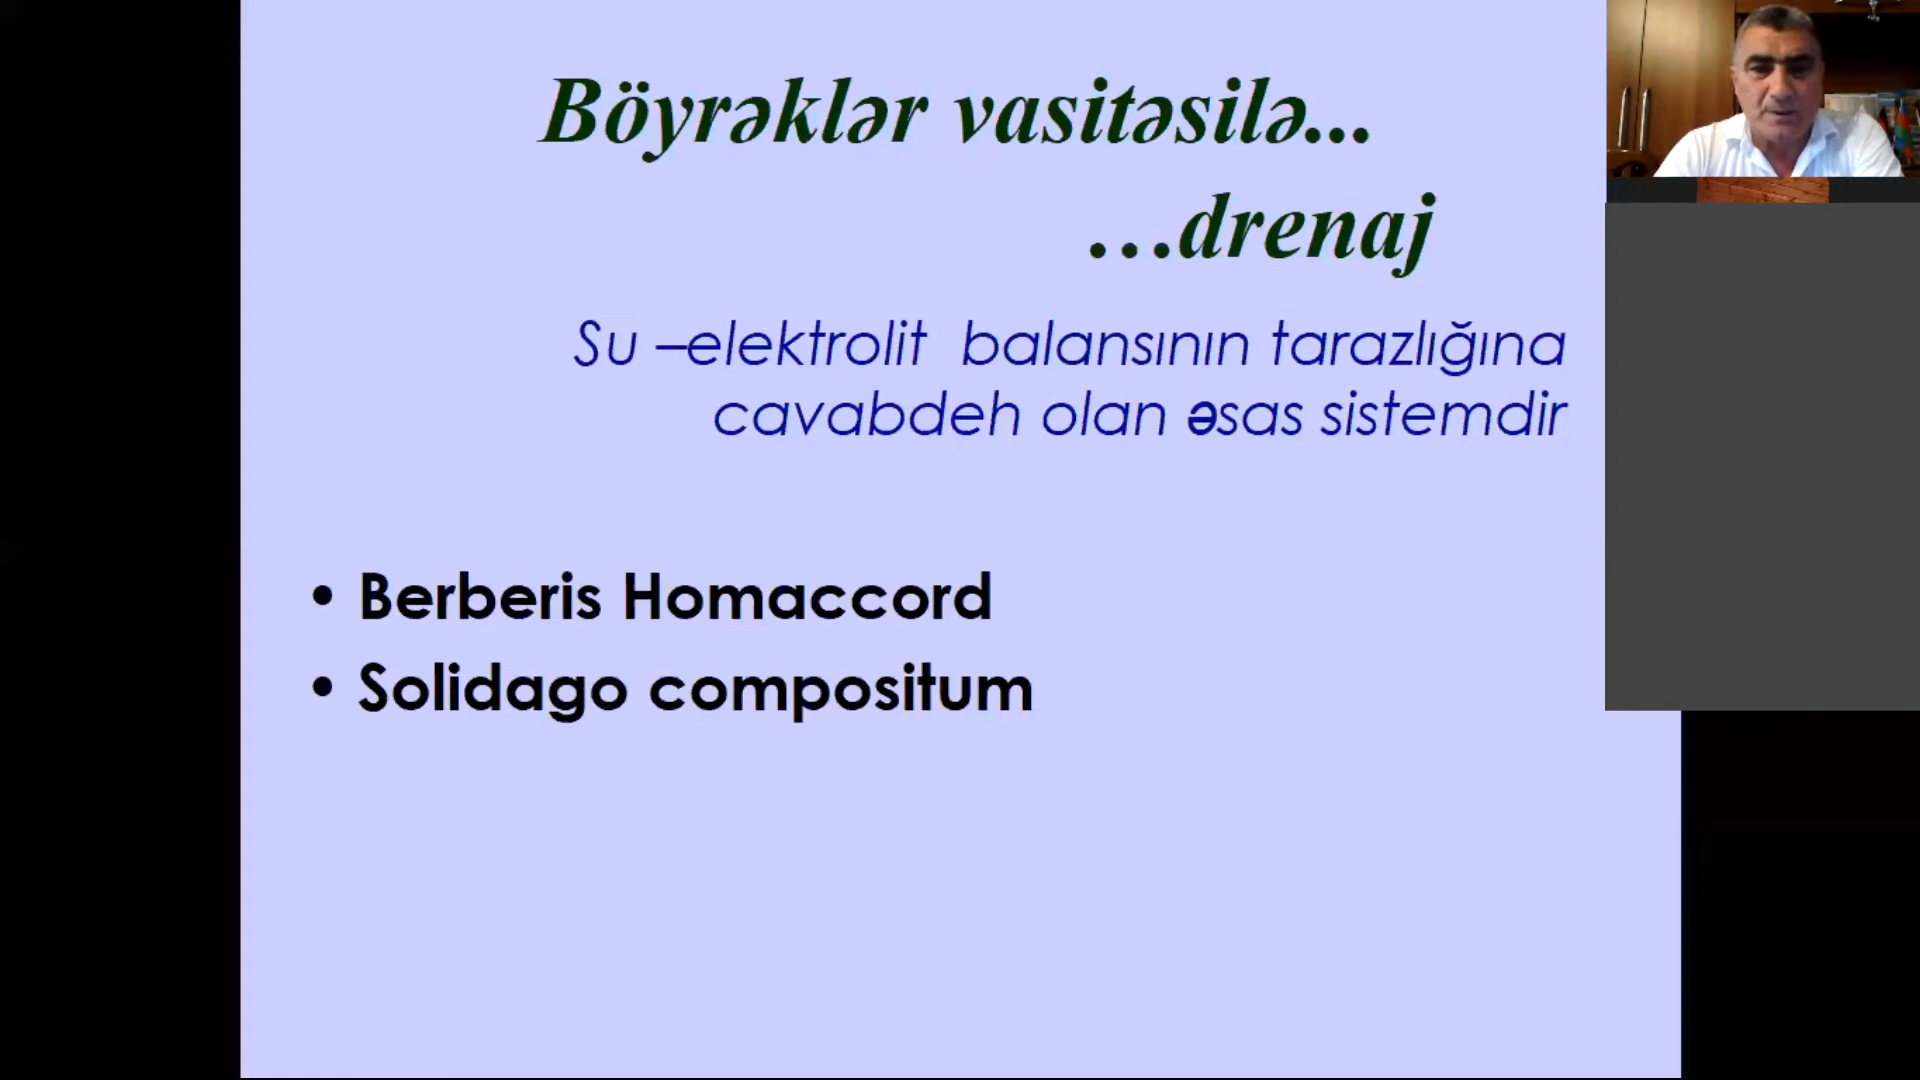 Böyrəklər vasitəsilə...
...drenaj
Su –elektrolit balansının tarazlığına
cavabdeh olan əsas sistemdir
• Berberis Homaccord
• Solidago compositum